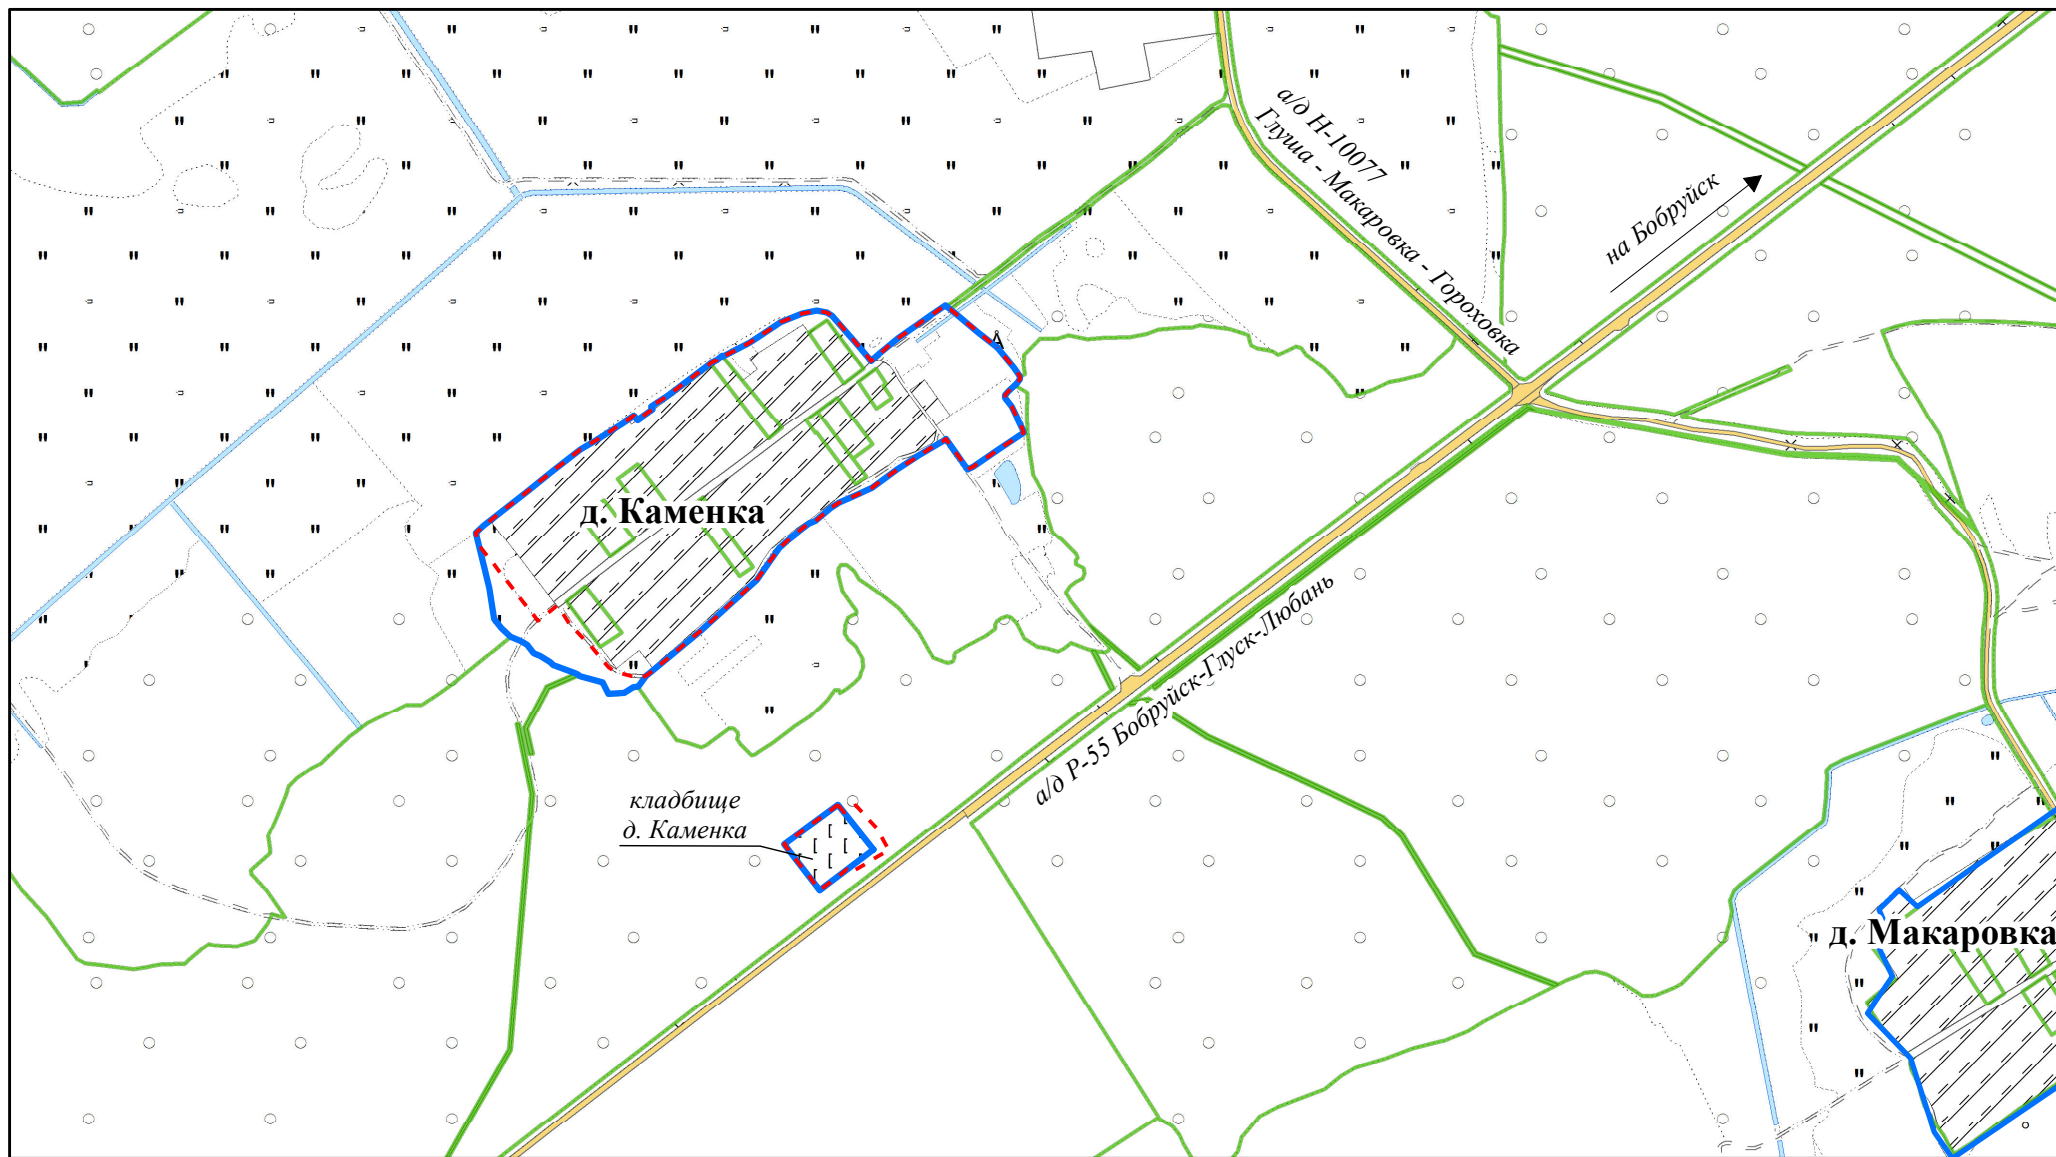 а/д Н-10077
Глуша - Макаровка - Гороховка
на Бобруйск
д. Каменка
а/д Р-55 Бобруйск-Глуск-Любань
кладбище
д. Каменка
д. Макаровка